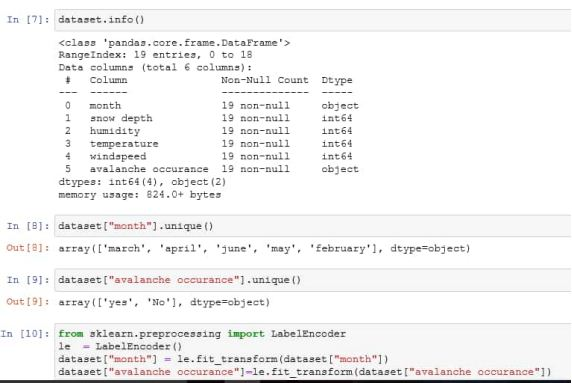 In [7]: dataset.info()
<class 'pandas.core.frame.DataFrame'>
RangeIndex: 19 entries, 0 to 18
Data columns (total 6 columns):
 #   Column               Non-Null Count  Dtype
---  ------               --------------  -----
 0   month                19 non-null     object
 1   snow depth           19 non-null     int64
 2   humidity             19 non-null     int64
 3   temperature          19 non-null     int64
 4   windspeed            19 non-null     int64
 5   avalanche occurance  19 non-null     object
dtypes: int64(4), object(2)
memory usage: 824.0+ bytes
In [8]: dataset["month"].unique()
Out[8]: array(['march', 'april', 'june', 'may', 'february'], dtype=object)
In [9]: dataset["avalanche occurance"].unique()
Out[9]: array(['yes', 'No'], dtype=object)
In [10]: from sklearn.preprocessing import LabelEncoder
le  = LabelEncoder()
dataset["month"] = le.fit_transform(dataset["month"])
dataset["avalanche occurance"]=le.fit_transform(dataset["avalanche occurance"])